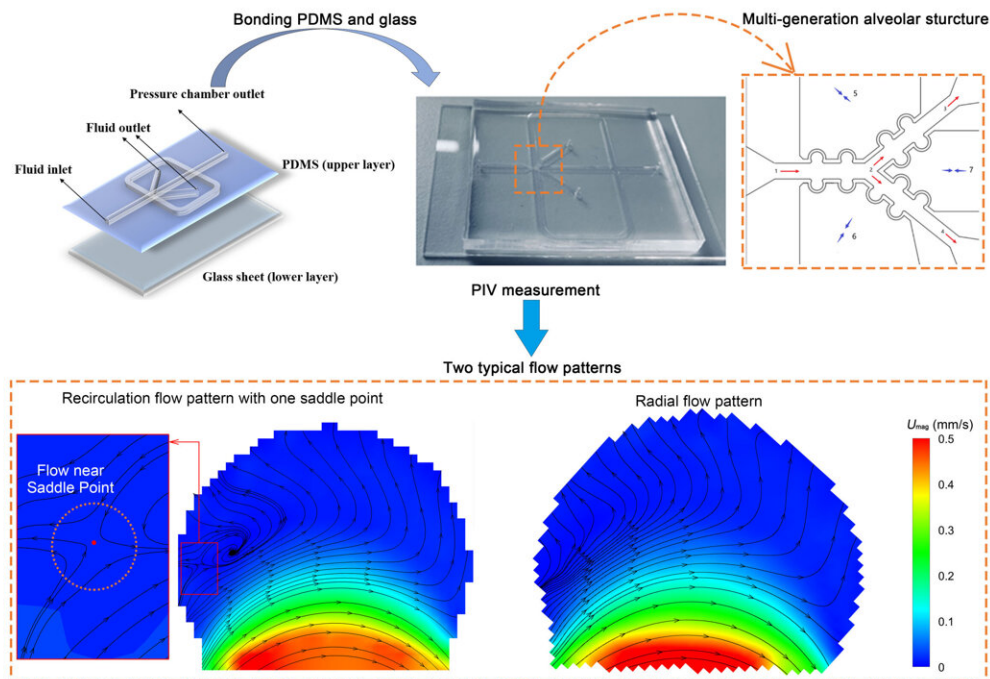 Bonding PDMS and glass
Multi-generation alveolar sturcture
Pressure chamber outlet
Fluid outlet
Fluid inlet
PDMS (upper layer)
Glass sheet (lower layer)
5
3
1
2
7
6
4
PIV measurement
Two typical flow patterns
Recirculation flow pattern with one saddle point
Radial flow pattern
Flow near
Saddle Point
Umag (mm/s)
0.5
0.4
0.3
0.2
0.1
0